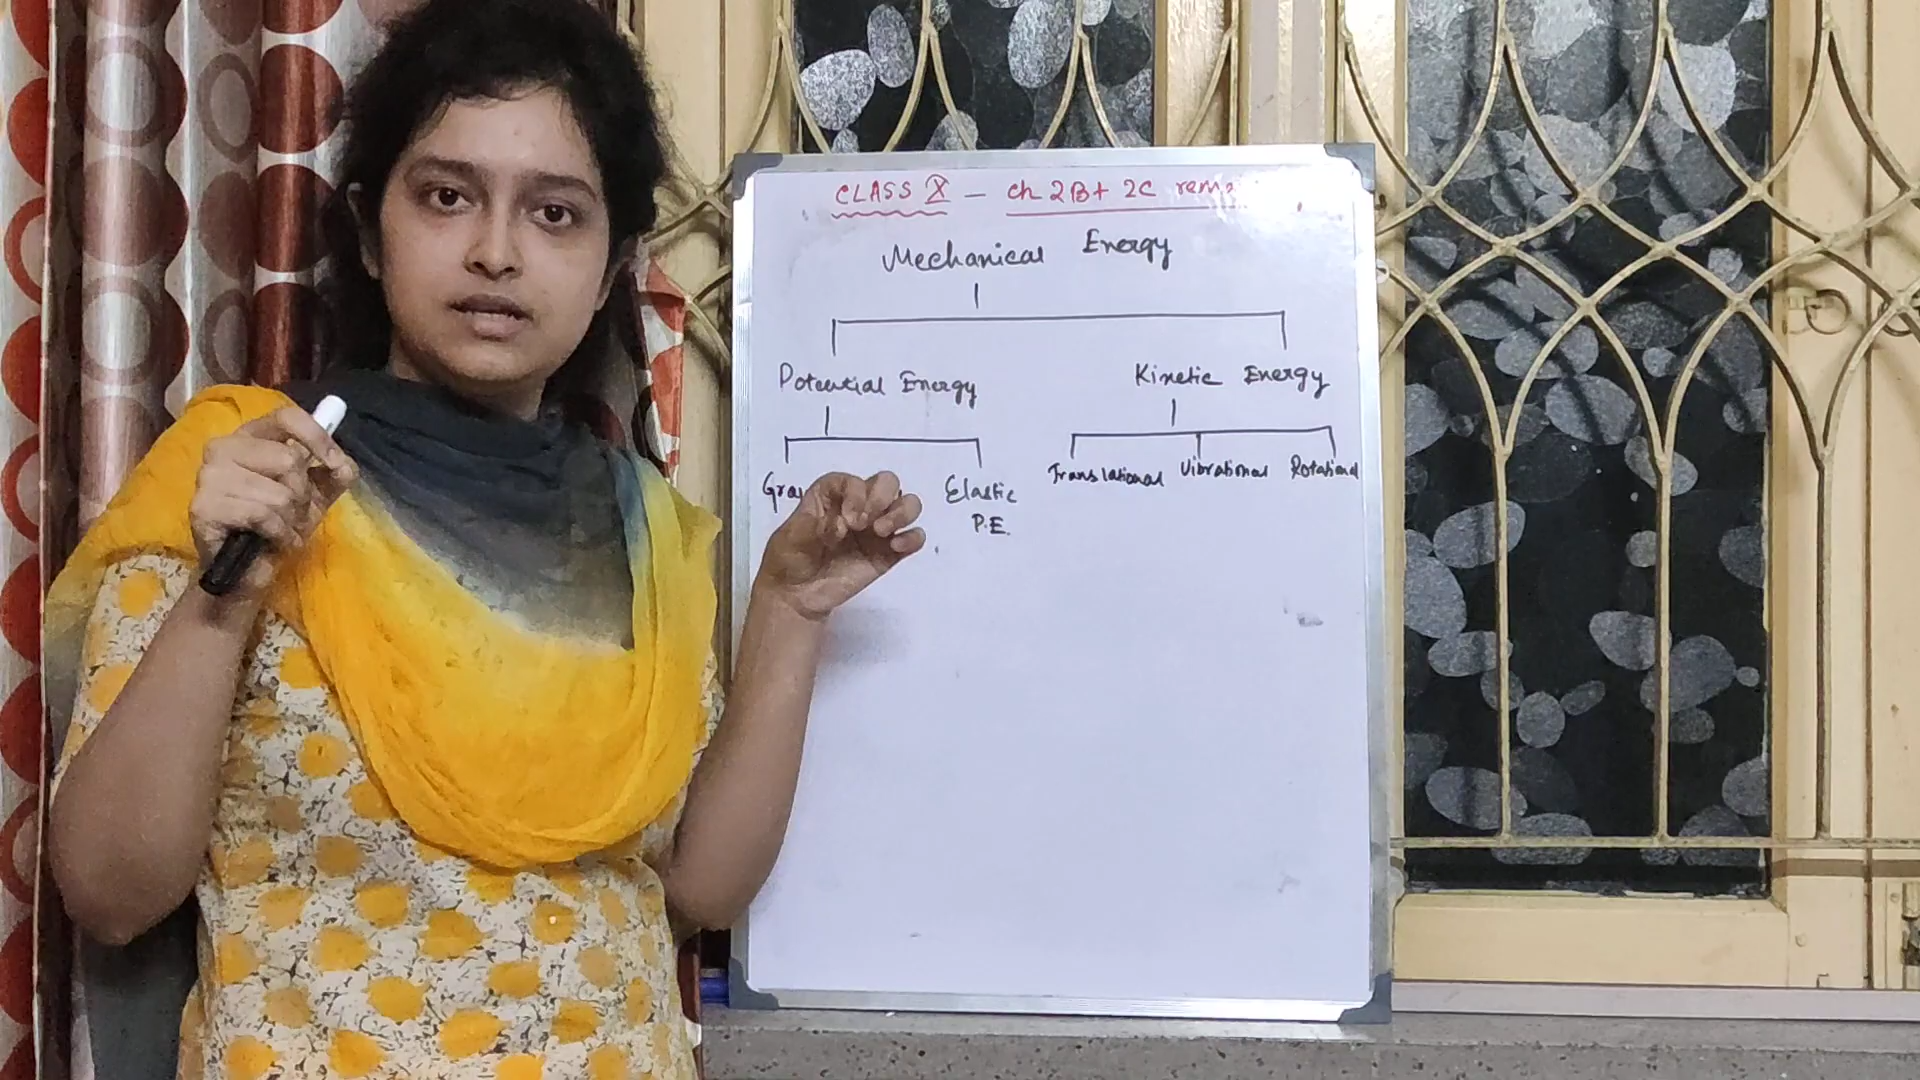 CLASS X — ch 2B + 2C
Mechanical Energy
Potential Energy Kinetic Energy
Elastic Translational Vibrational Rotational
P.E.